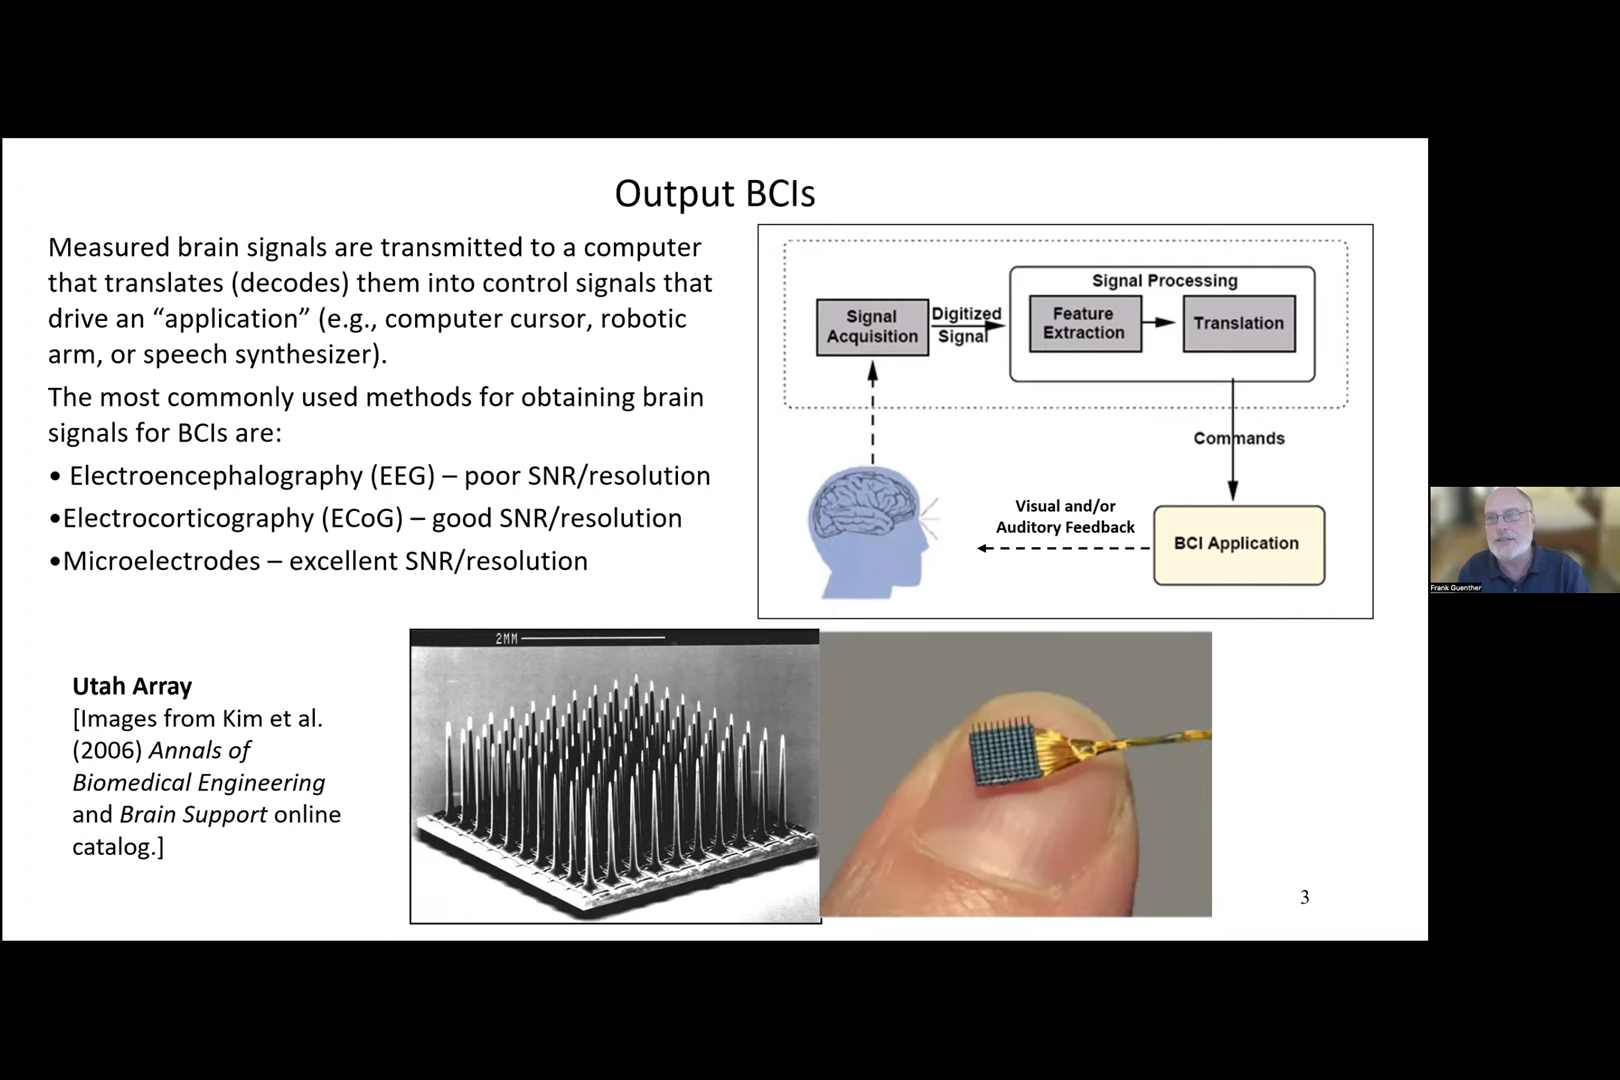 Output BCIs
Measured brain signals are transmitted to a computer
that translates (decodes) them into control signals that
drive an “application” (e.g., computer cursor, robotic
arm, or speech synthesizer).
The most commonly used methods for obtaining brain
signals for BCIs are:
• Electroencephalography (EEG) – poor SNR/resolution
•Electrocorticography (ECoG) – good SNR/resolution
•Microelectrodes – excellent SNR/resolution
Signal Processing
Signal
Acquisition
Digitized
Signal
Feature
Extraction
Translation
Commands
Visual and/or
Auditory Feedback
BCI Application
Utah Array
[Images from Kim et al.
(2006) Annals of
Biomedical Engineering
and Brain Support online
catalog.]
2MM
3
Frank Guenther